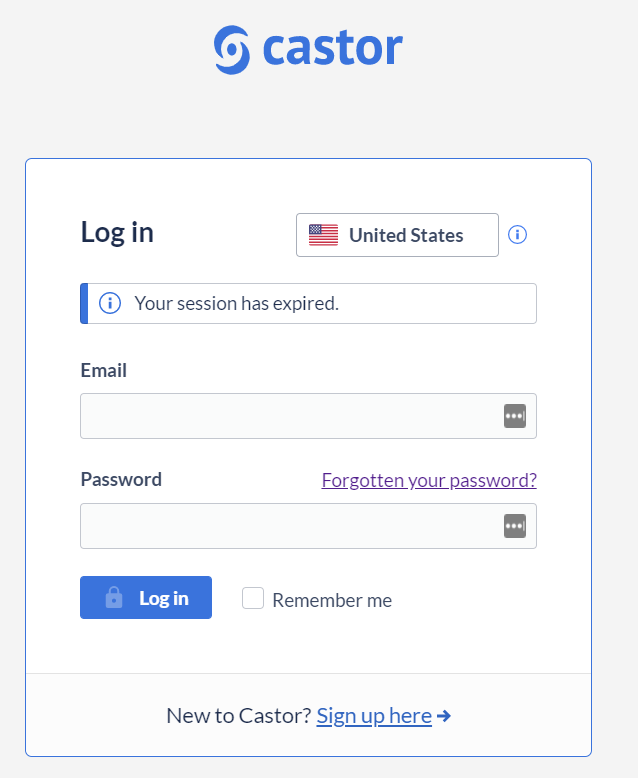 castor
Log in
United States
Your session has expired.
Email
Password
Forgotten your password?
Log in
Remember me
New to Castor? Sign up here